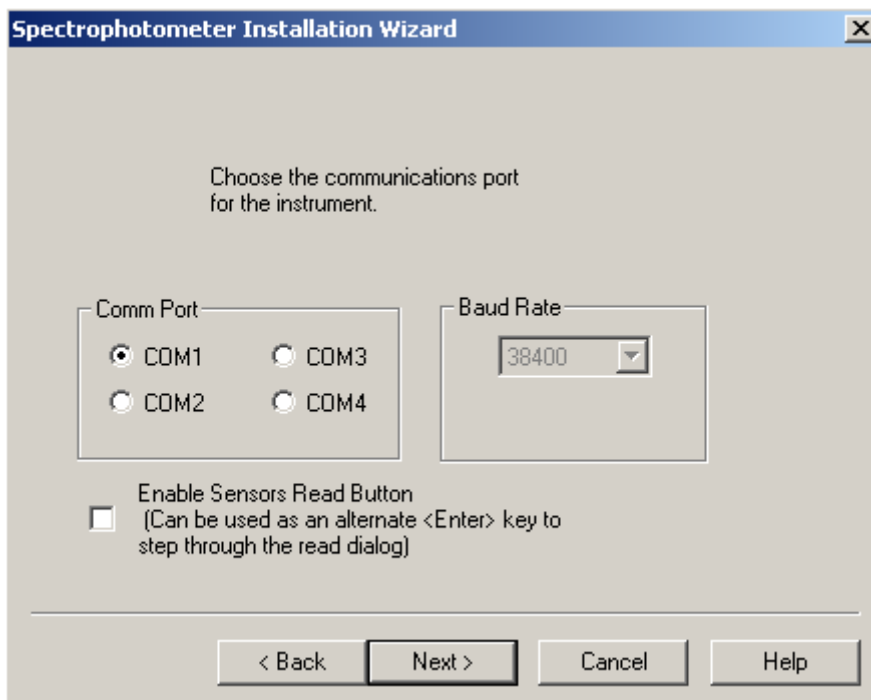 Spectrophotometer Installation Wizard
Choose the communications port
for the instrument.
Comm Port
COM1
COM3
COM2
COM4
Baud Rate
38400
Enable Sensors Read Button
(Can be used as an alternate <Enter> key to
step through the read dialog)
< Back
Next >
Cancel
Help